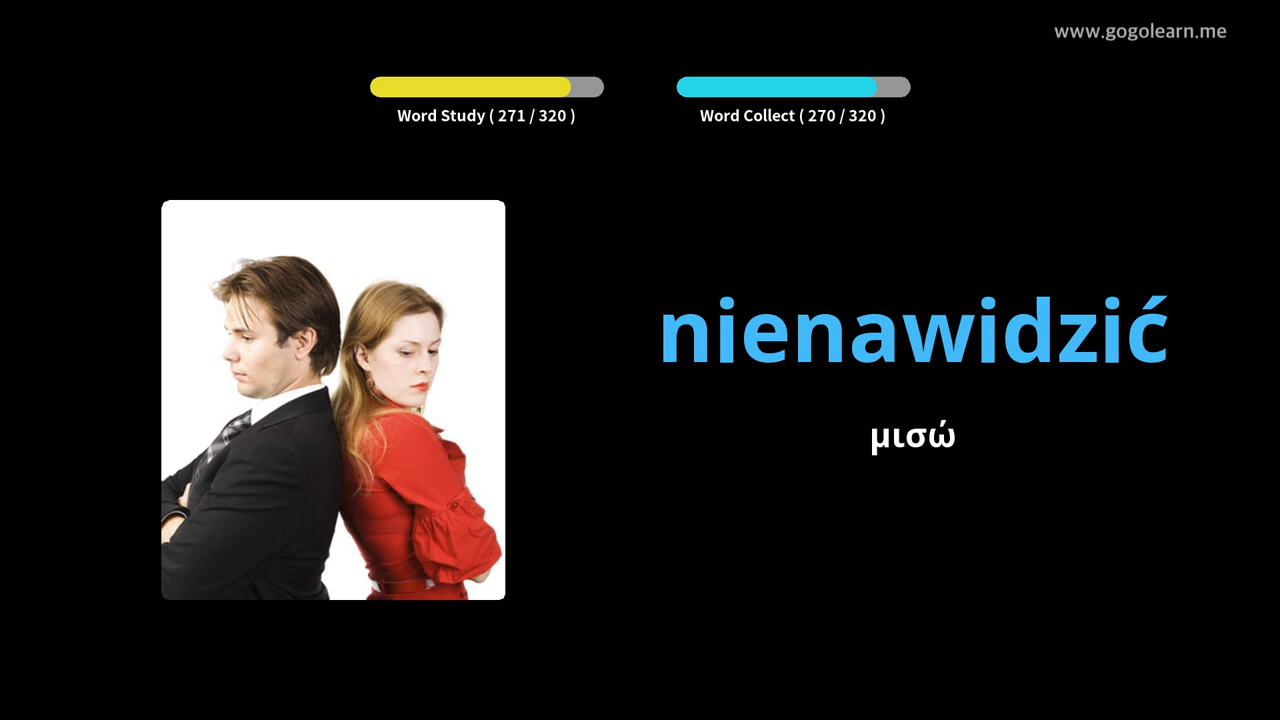 www.gogolearn.me
Word Study ( 271 / 320 )
Word Collect ( 270 / 320 )
nienawidzić
μισώ